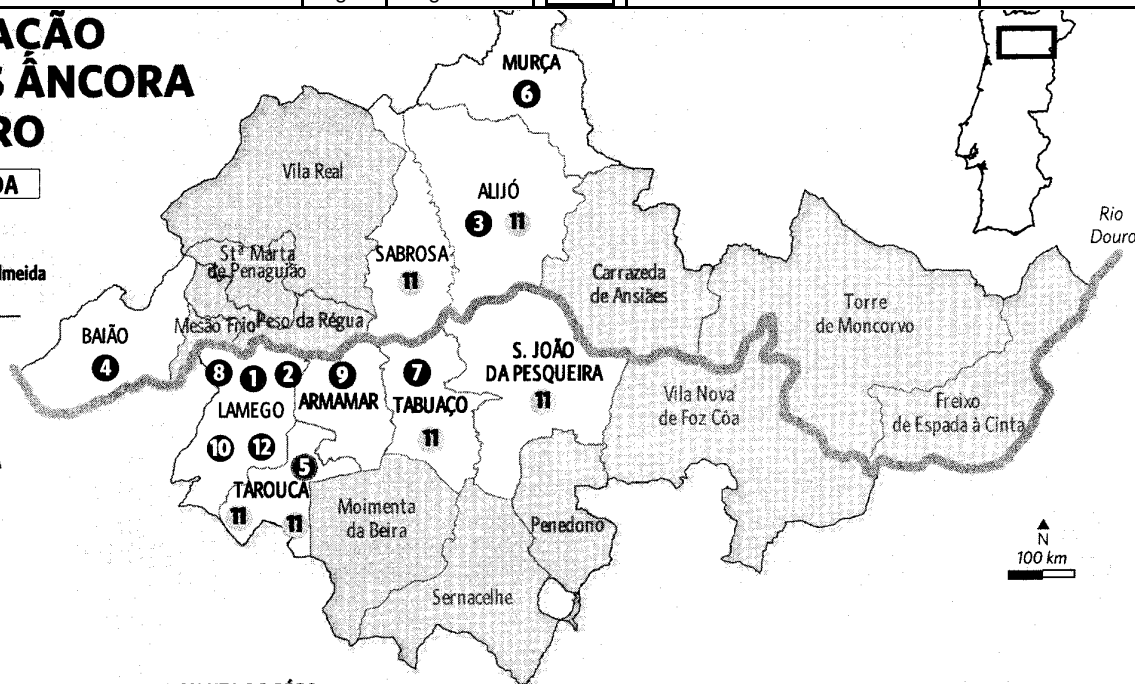 AÇÃO
S ÂNCORA
RO
DA
lmeida
MURÇA
6
Vila Real
ALIJÓ
3 11
Rio
Douro
Stª Marta
de Penaguião
SABROSA
11
Carrazeda
de Ansiães
Torre
de Moncorvo
Mesão Frio
Peso da Régua
BAIÃO
4
S. JOÃO
DA PESQUEIRA
11
8 1 2
9
7
LAMEGO
ARMAMAR
TABUAÇO
11
Vila Nova
de Foz Côa
Freixo
de Espada à Cinta
10 12
5
TAROUCA
11 11
Moimenta
da Beira
Penedono
N
100 km
Sernacelhe